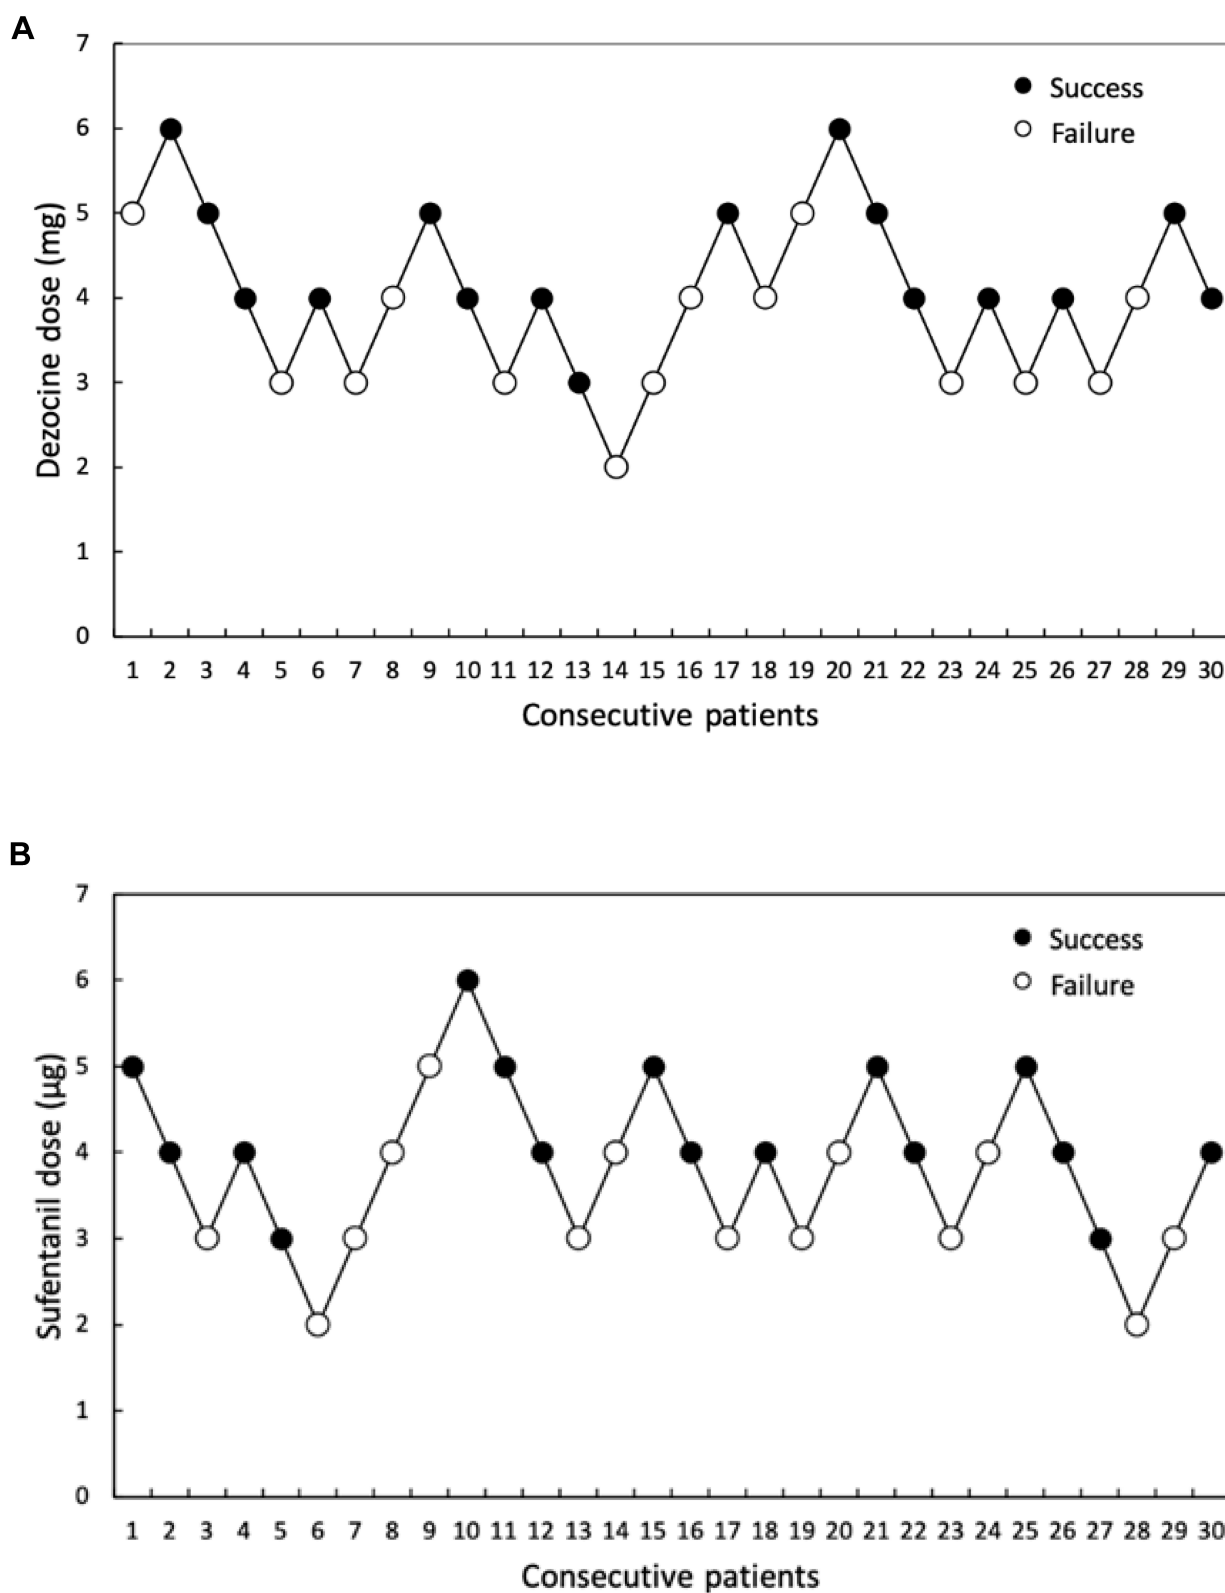 A
7
Success
6
Failure
5
4
3
2
1
0
Dezocine dose (mg)
1 2 3 4 5 6 7 8 9 10 11 12 13 14 15 16 17 18 19 20 21 22 23 24 25 26 27 28 29 30
Consecutive patients
B
7
Success
6
Failure
5
4
3
2
1
0
Sufentanil dose (μg)
1 2 3 4 5 6 7 8 9 10 11 12 13 14 15 16 17 18 19 20 21 22 23 24 25 26 27 28 29 30
Consecutive patients